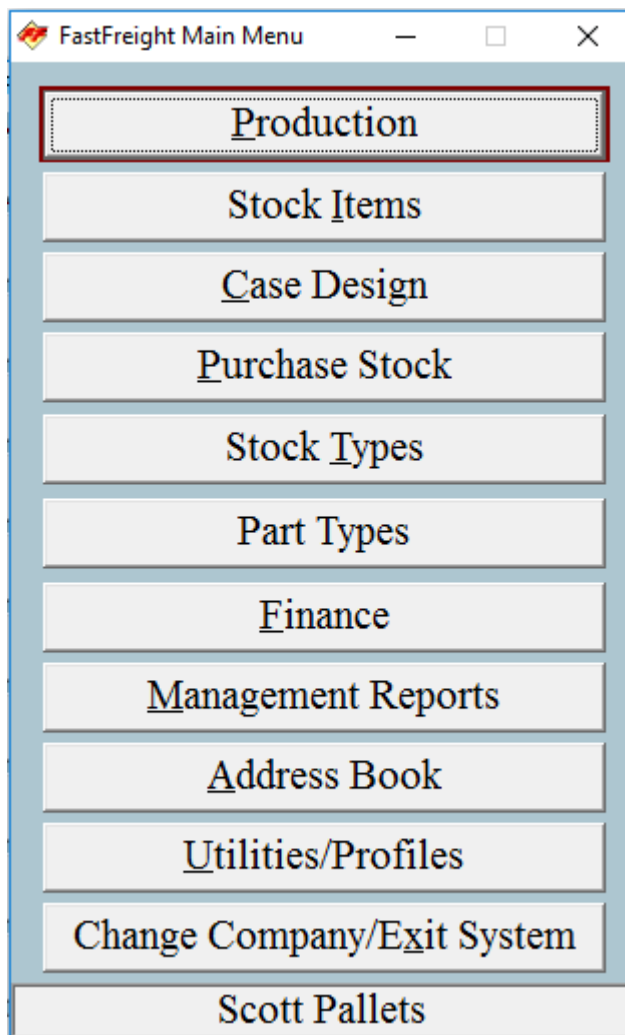 FastFreight Main Menu
Production
Stock Items
Case Design
Purchase Stock
Stock Types
Part Types
Finance
Management Reports
Address Book
Utilities/Profiles
Change Company/Exit System
Scott Pallets